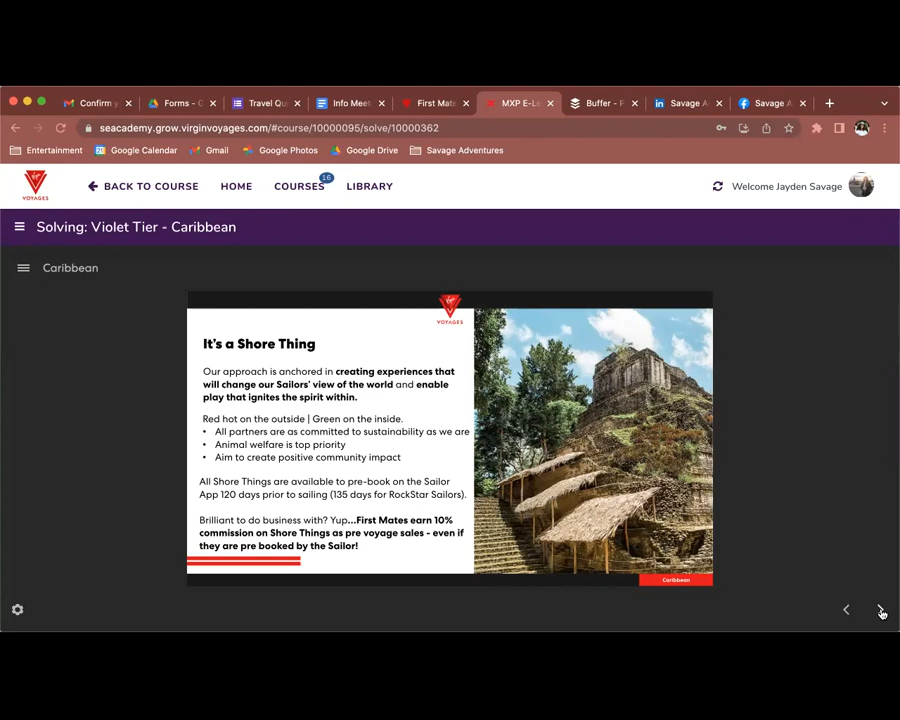 Confirm y
Forms - G
Travel Qu
Info Meet
First Mate
MXP E-Le
Buffer - P
Savage A
Savage A
seacademy.grow.virginvoyages.com/#course/10000095/solve/10000362
Entertainment
Google Calendar
Gmail
Google Photos
Google Drive
Savage Adventures
VOYAGES
BACK TO COURSE
HOME
COURSES
16
LIBRARY
Welcome Jayden Savage
Solving: Violet Tier - Caribbean
Caribbean
VOYAGES
It's a Shore Thing
Our approach is anchored in creating experiences that
will change our Sailors' view of the world and enable
play that ignites the spirit within.
Red hot on the outside | Green on the inside.
• All partners are as committed to sustainability as we are
• Animal welfare is top priority
• Aim to create positive community impact
All Shore Things are available to pre-book on the Sailor
App 120 days prior to sailing (135 days for RockStar Sailors).
Brilliant to do business with? Yup...First Mates earn 10%
commission on Shore Things as pre voyage sales - even if
they are pre booked by the Sailor!
Caribbean